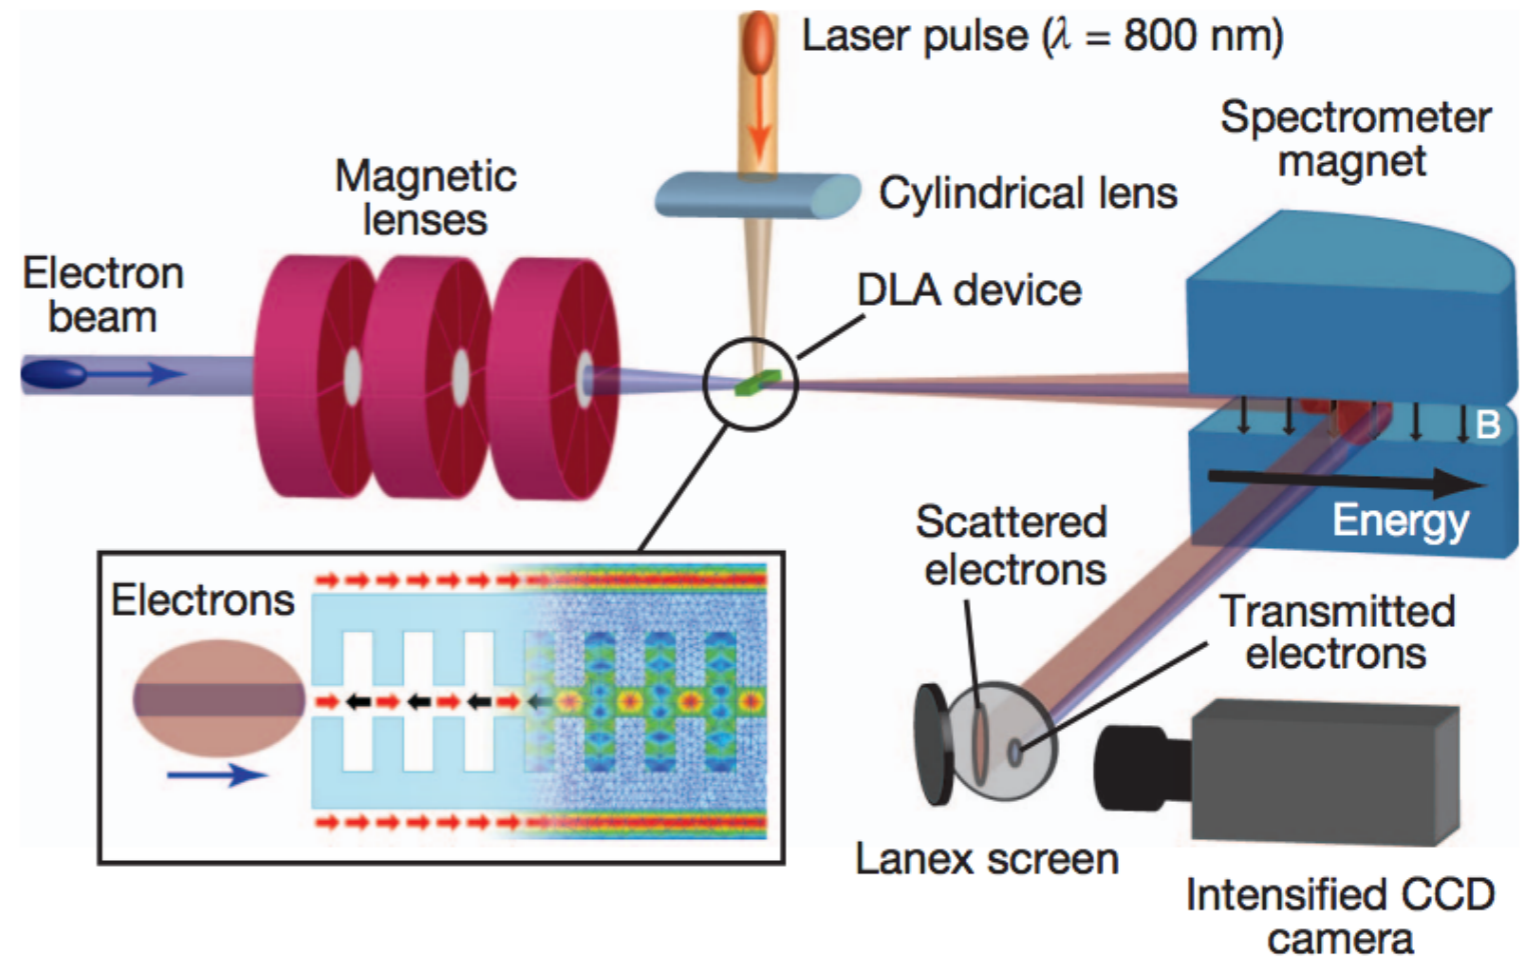 Laser pulse (λ = 800 nm)
Spectrometer
magnet
Magnetic
lenses
Cylindrical lens
Electron
beam
DLA device
B
Energy
Scattered
electrons
Electrons
Transmitted
electrons
Lanex screen
Intensified CCD
camera